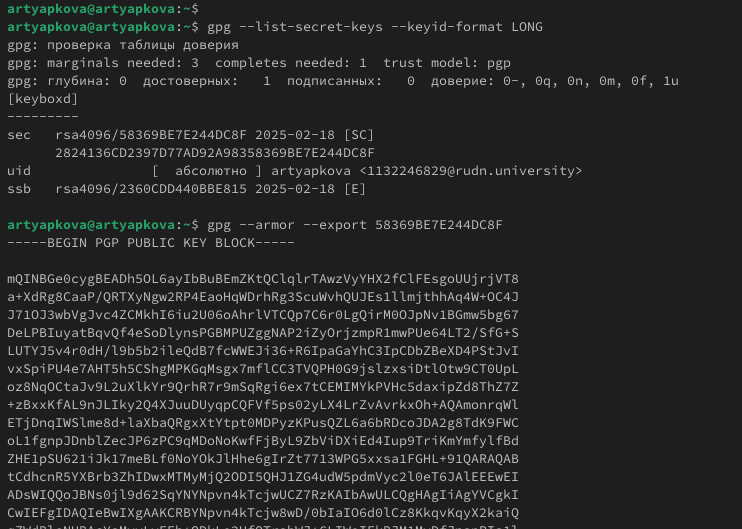 artyapkova@artyapkova:~$
artyapkova@artyapkova:~$ gpg --list-secret-keys --keyid-format LONG
gpg: проверка таблицы доверия
gpg: marginals needed: 3  completes needed: 1  trust model: pgp
gpg: глубина: 0  достоверных:   1  подписанных:   0  доверие: 0-, 0q, 0n, 0m, 0f, 1u
[keyboxd]
---------
sec   rsa4096/58369BE7E244DC8F 2025-02-18 [SC]
      2824136CD2397D77AD92A98358369BE7E244DC8F
uid              [  абсолютно ] artyapkova <1132246829@rudn.university>
ssb   rsa4096/2360CDD440BBE815 2025-02-18 [E]
artyapkova@artyapkova:~$ gpg --armor --export 58369BE7E244DC8F
-----BEGIN PGP PUBLIC KEY BLOCK-----
mQINBGe0cygBEADh5OL6ayIbBuBEmZKtQClqlrTAwzVyYHX2fClFEsgoUUjrjVT8
a+XdRg8CaaP/QRTXyNgw2RP4EaoHqWDrhRg3ScuWvhQUJEs1llmjthhAq4W+OC4J
J71OJ3wbVgJvc4ZCMkhI6iu2U06oAhrlVTCQp7C6r0LgQirM0OJpNv1BGmw5bg67
DeLPBIuyatBqvQf4eSoDlynsPGBMPUZggNAP2iZyOrjzmpR1mwPUe64LT2/SfG+S
LUTYJ5v4r0dH/l9b5b2ileQdB7fcWWEJi36+R6IpaGaYhC3IpCDbZBeXD4PStJvI
vxSpiPU4e7AHT5h5CShgMPKGqMsgx7mflCC3TVQPH0G9jslzxsiDtlOtw9CT0UpL
oz8NqOCtaJv9L2uXlkYr9QrhR7r9mSqRgi6ex7tCEMIMYkPVHc5daxipZd8ThZ7Z
+zBxxKfAL9nJLIky2Q4XJuuDUyqpCQFVf5ps02yLX4LrZvAvrkxOh+AQAmonrqWl
ETjDnqIWSlme8d+laXbaQRgxXtYtpt0MDPyzKPusQZL6a6bRDcoJDA2g8TdK9FWC
oL1fgnpJDnblZecJP6zPC9qMDoNoKwfFjByL9ZbViDXiEd4Iup9TriKmYmfylfBd
ZHE1pSU621iJk17meBLf0NoYOkJlHhe6gIrZt7713WPG5xxsa1FGHL+91QARAQAB
tCdhcnR5YXBrb3ZhIDwxMTMyMjQ2ODI5QHJ1ZG4udW5pdmVyc2l0eT6JAlEEEwEI
ADsWIQQoJBNs0jl9d62SqYNYNpvn4kTcjwUCZ7RzKAIbAwULCQgHAgIiAgYVCgkI
CwIEFgIDAQIeBwIXgAAKCRBYNpvn4kTcjw8wD/0bIaIO6d0lCz8KkqvKqyX2kaiQ